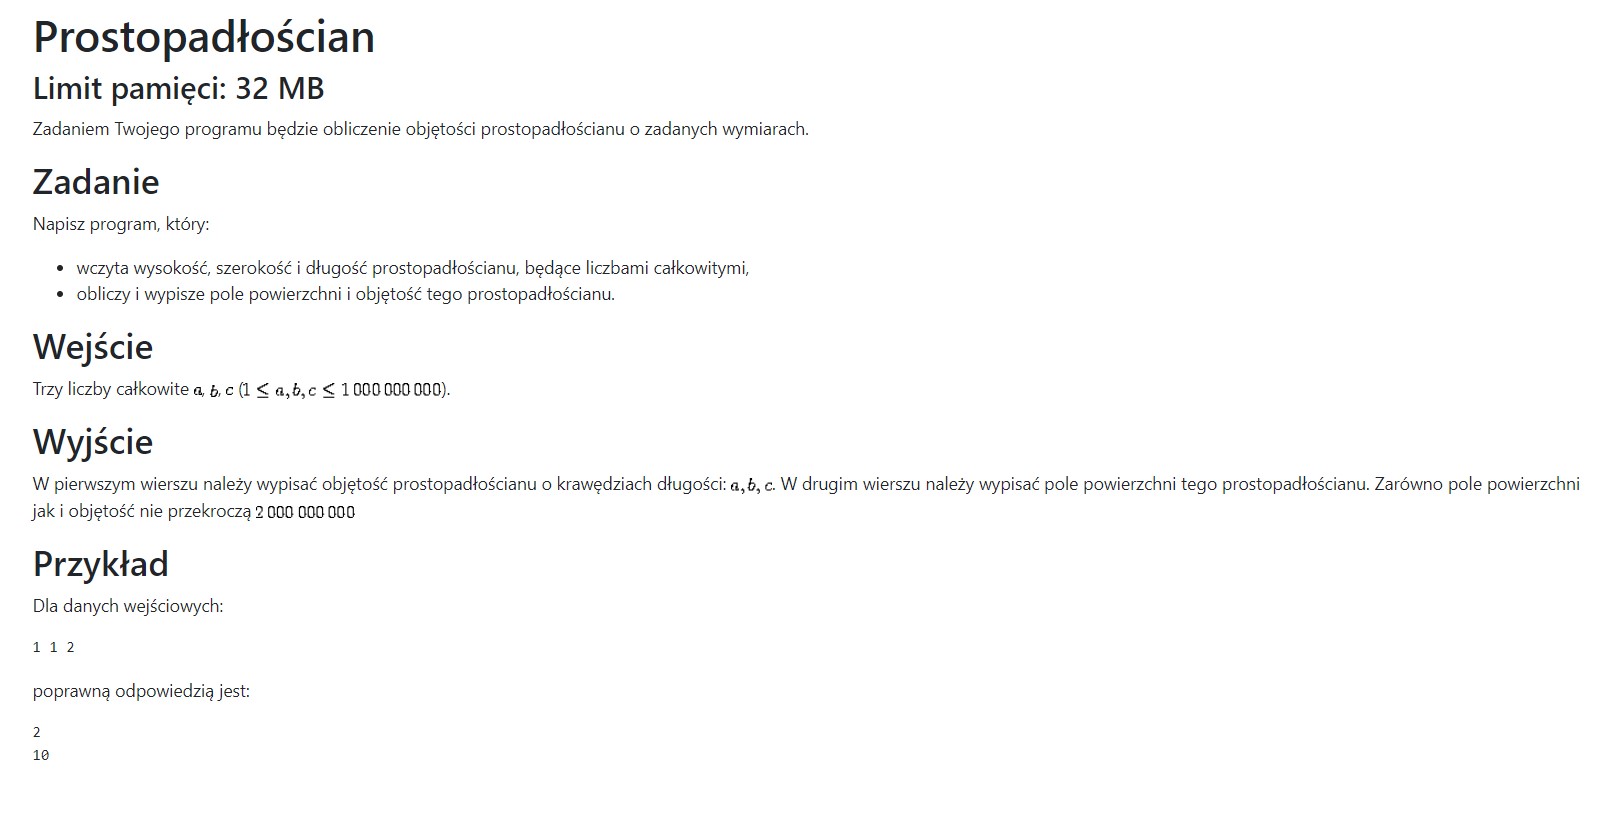 Prostopadłościan
Limit pamięci: 32 MB
Zadaniem Twojego programu będzie obliczenie objętości prostopadłościanu o zadanych wymiarach.
Zadanie
Napisz program, który:
• wczyta wysokość, szerokość i długość prostopadłościanu, będące liczbami całkowitymi,
• obliczy i wypisze pole powierzchni i objętość tego prostopadłościanu.
Wejście
Trzy liczby całkowite a, b, c (1 ≤ a, b, c ≤ 1 000 000 000).
Wyjście
W pierwszym wierszu należy wypisać objętość prostopadłościanu o krawędziach długości: a, b, c. W drugim wierszu należy wypisać pole powierzchni tego prostopadłościanu. Zarówno pole powierzchni
jak i objętość nie przekroczą 2 000 000 000
Przykład
Dla danych wejściowych:
1 1 2
poprawną odpowiedzią jest:
2
10